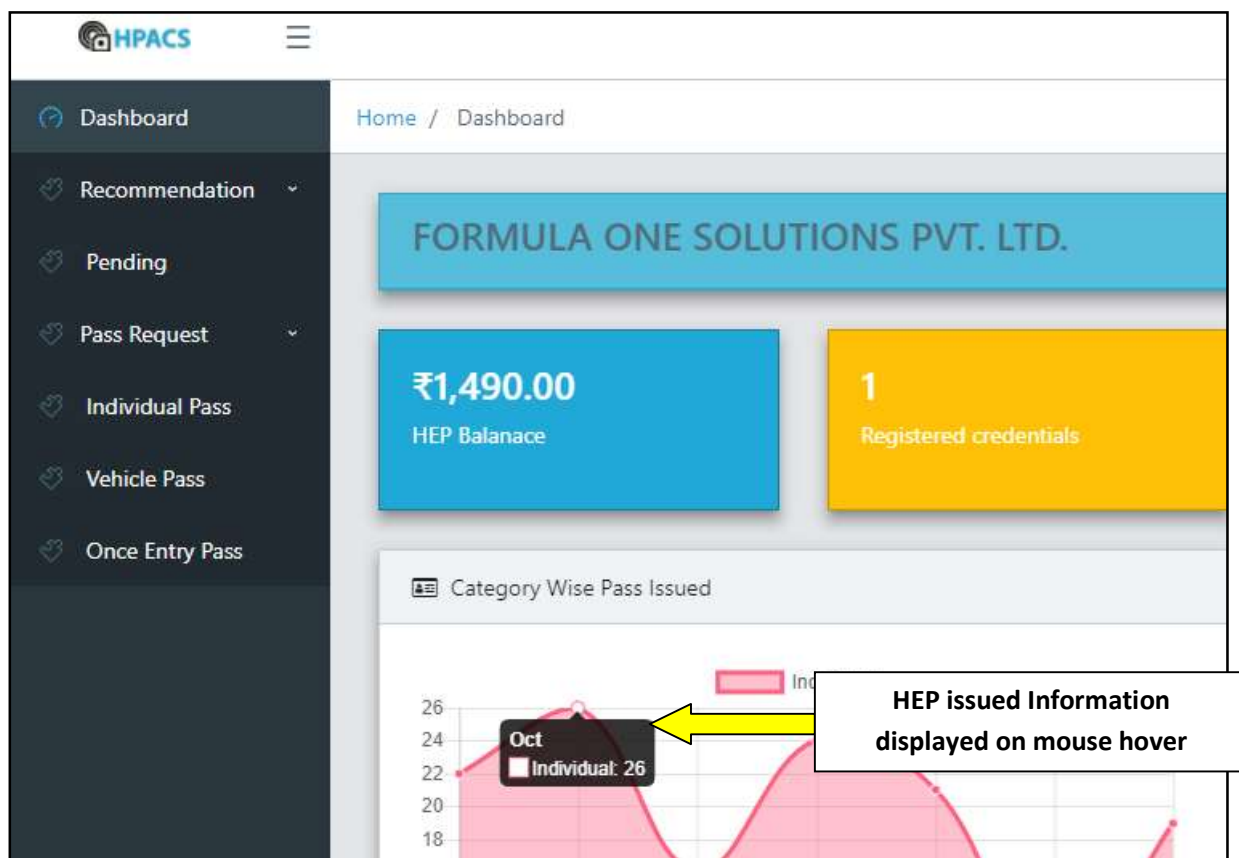 HPACS
Dashboard
Recommendation
Pending
Pass Request
Individual Pass
Vehicle Pass
Once Entry Pass
Home / Dashboard
FORMULA ONE SOLUTIONS PVT. LTD.
₹1,490.00
HEP Balanace
1
Registered credentials
Category Wise Pass Issued
26
24
22
20
18
Oct
Individual: 26
HEP issued Information
displayed on mouse hover